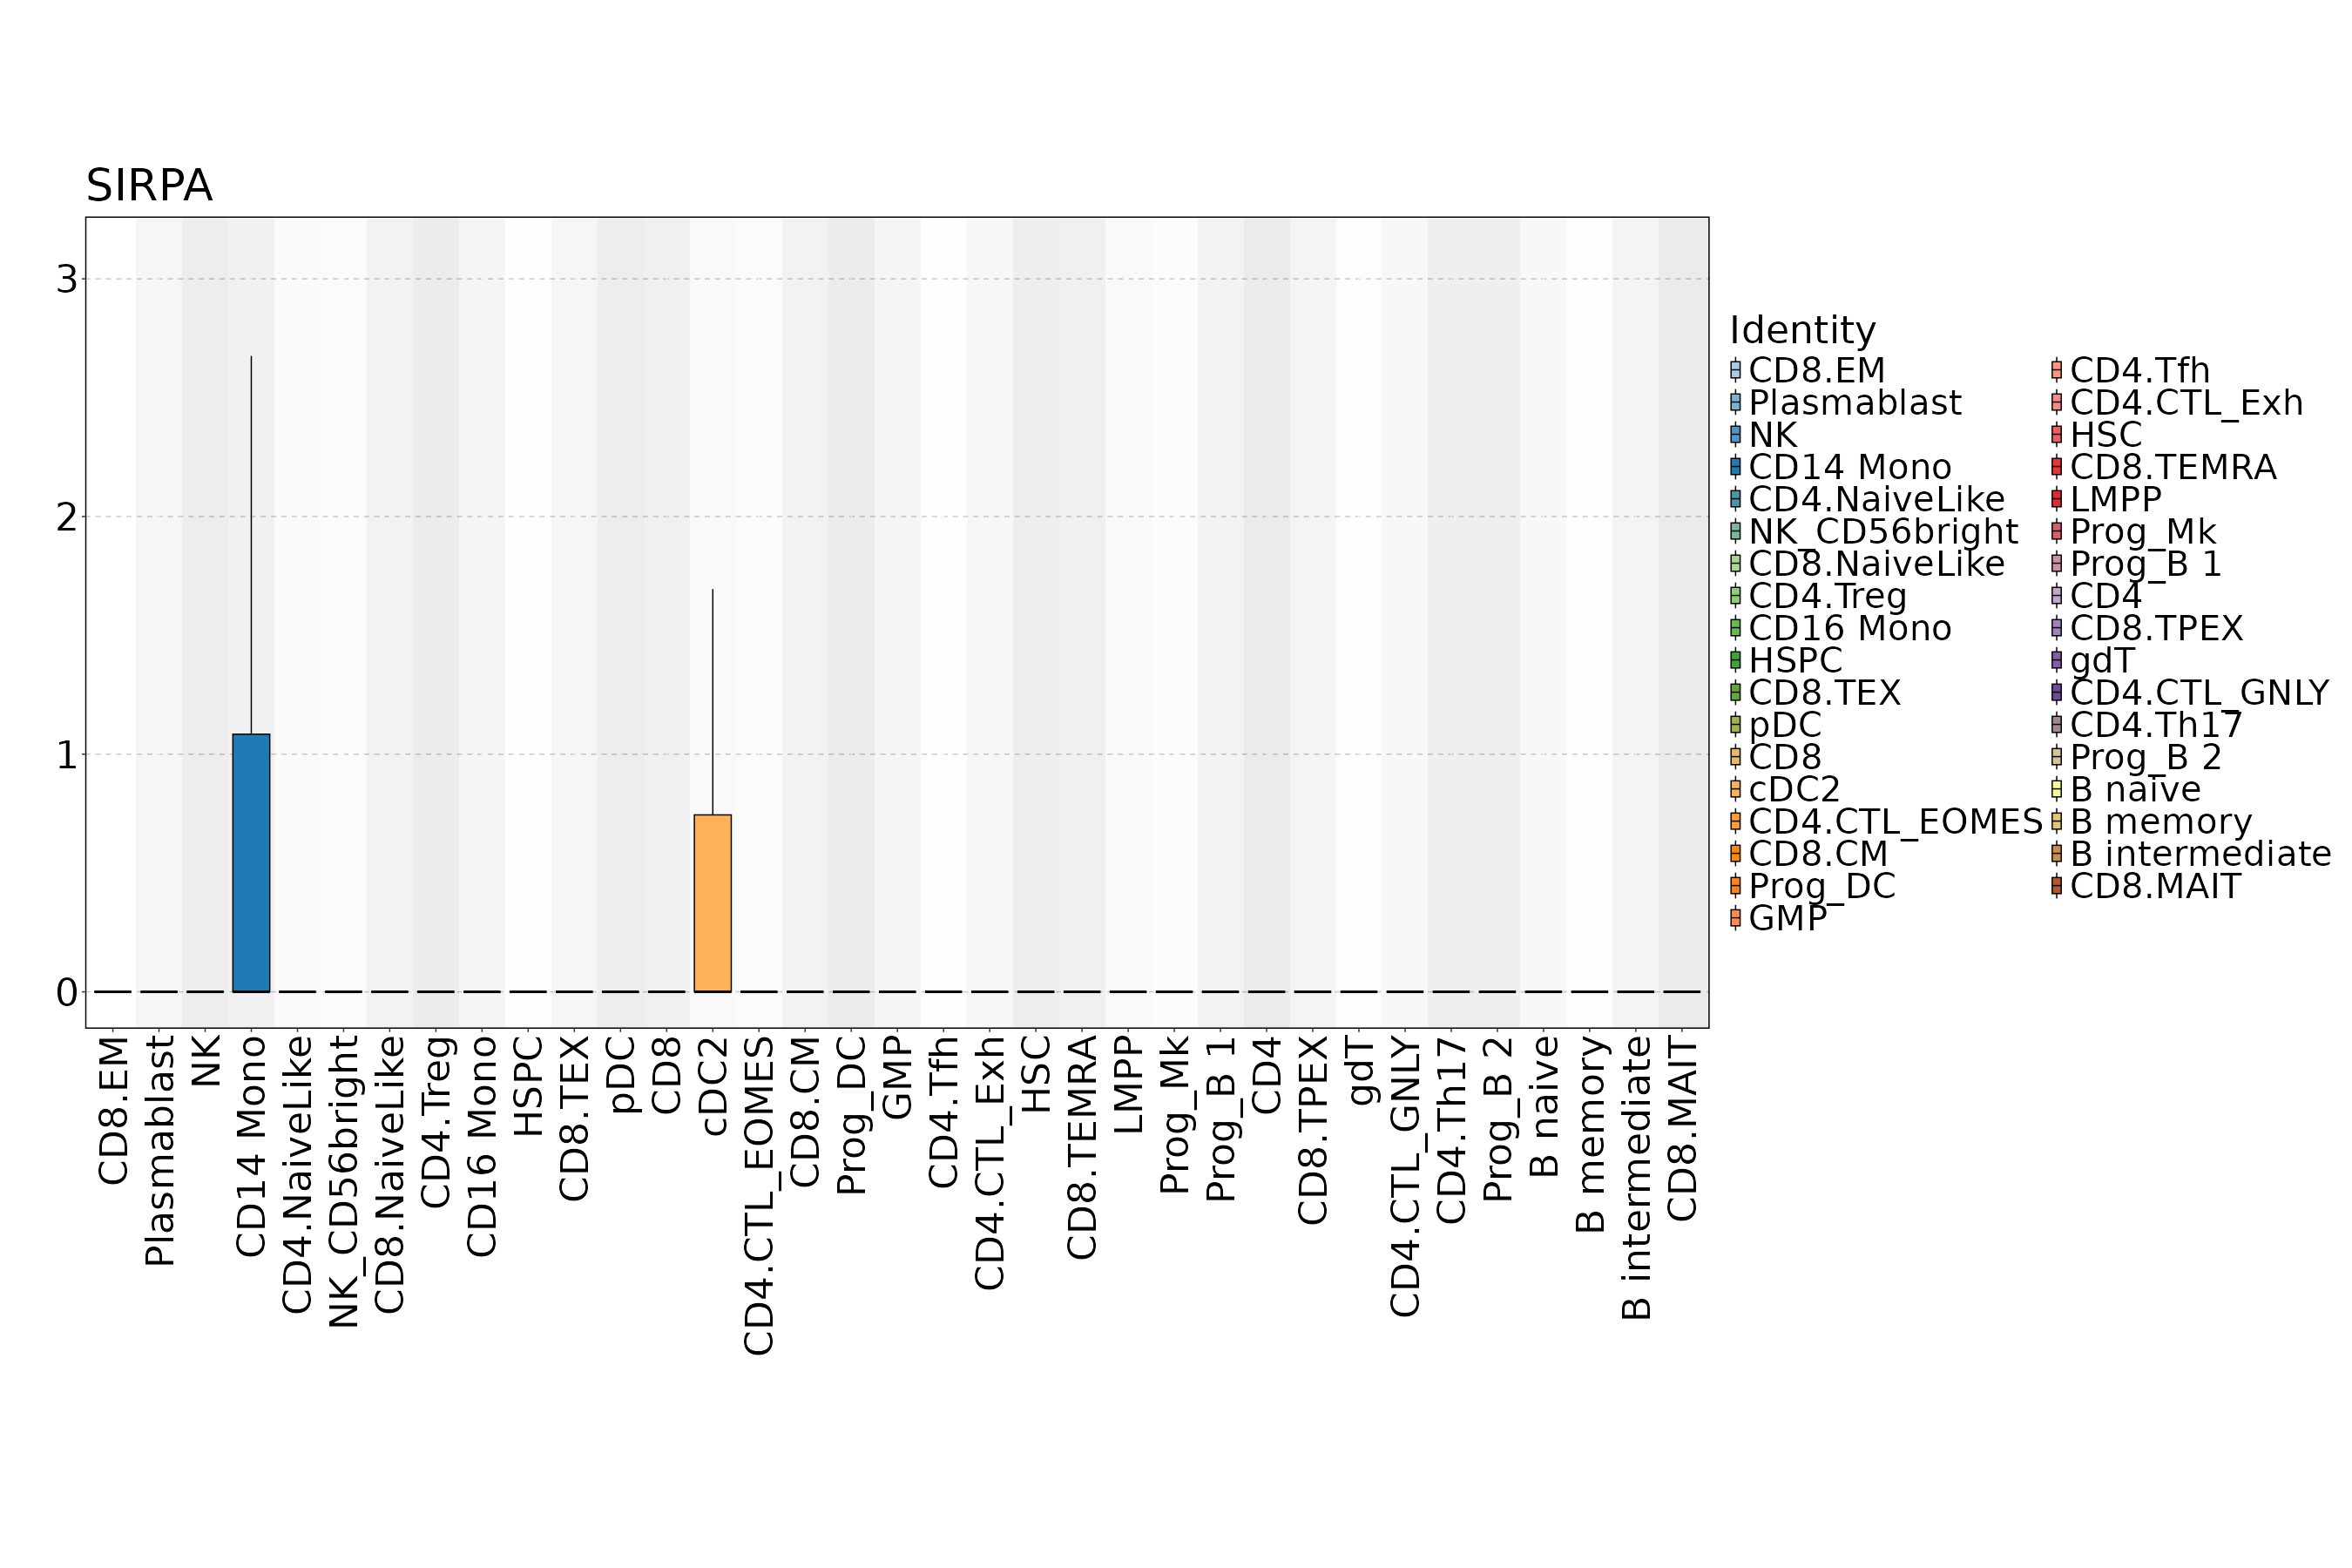 SIRPA
3
2
1
0
CD8.EM
Plasmablast
NK
CD14 Mono
CD4.NaiveLike
NK_CD56bright
CD8.NaiveLike
CD4.Treg
CD16 Mono
HSPC
CD8.TEX
pDC
CD8
cDC2
CD4.CTL_EOMES
CD8.CM
Prog_DC
GMP
CD4.Tfh
CD4.CTL_Exh
HSC
CD8.TEMRA
LMPP
Prog_Mk
Prog_B 1
CD4
CD8.TPEX
gdT
CD4.CTL_GNLY
CD4.Th17
Prog_B 2
B naive
B memory
B intermediate
CD8.MAIT
Identity
CD8.EM
Plasmablast
NK
CD14 Mono
CD4.NaiveLike
NK_CD56bright
CD8.NaiveLike
CD4.Treg
CD16 Mono
HSPC
CD8.TEX
pDC
CD8
cDC2
CD4.CTL_EOMES
CD8.CM
Prog_DC
GMP
CD4.Tfh
CD4.CTL_Exh
HSC
CD8.TEMRA
LMPP
Prog_Mk
Prog_B 1
CD4
CD8.TPEX
gdT
CD4.CTL_GNLY
CD4.Th17
Prog_B 2
B naive
B memory
B intermediate
CD8.MAIT